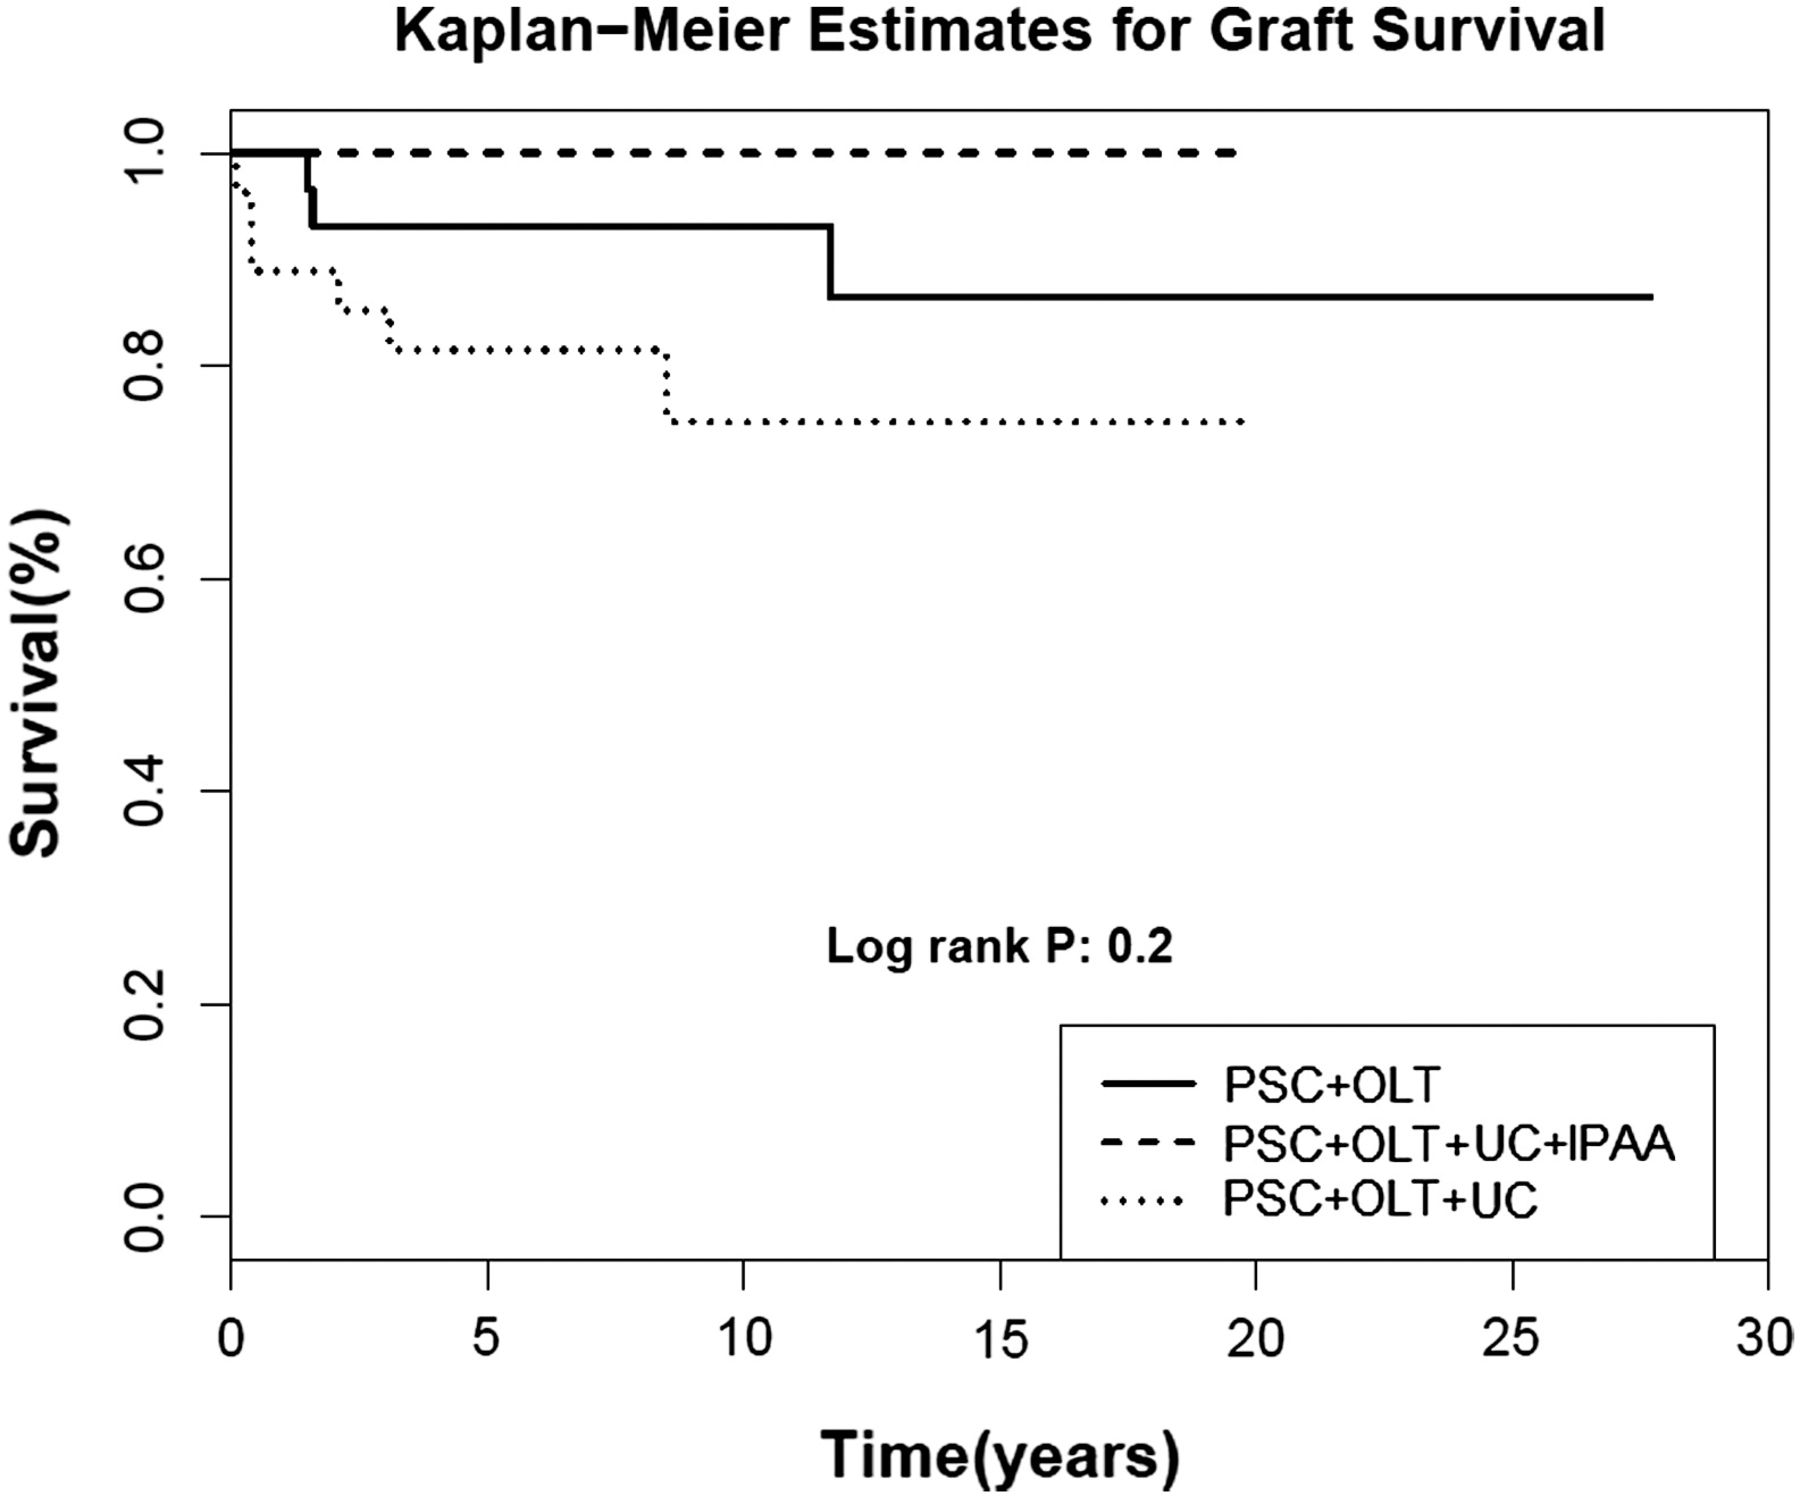 Kaplan−Meier Estimates for Graft Survival
Survival(%)
1.0
0.8
0.6
0.4
0.2
0.0
Log rank P: 0.2
PSC+OLT
PSC+OLT+UC+IPAA
PSC+OLT+UC
0 5 10 15 20 25 30
Time(years)